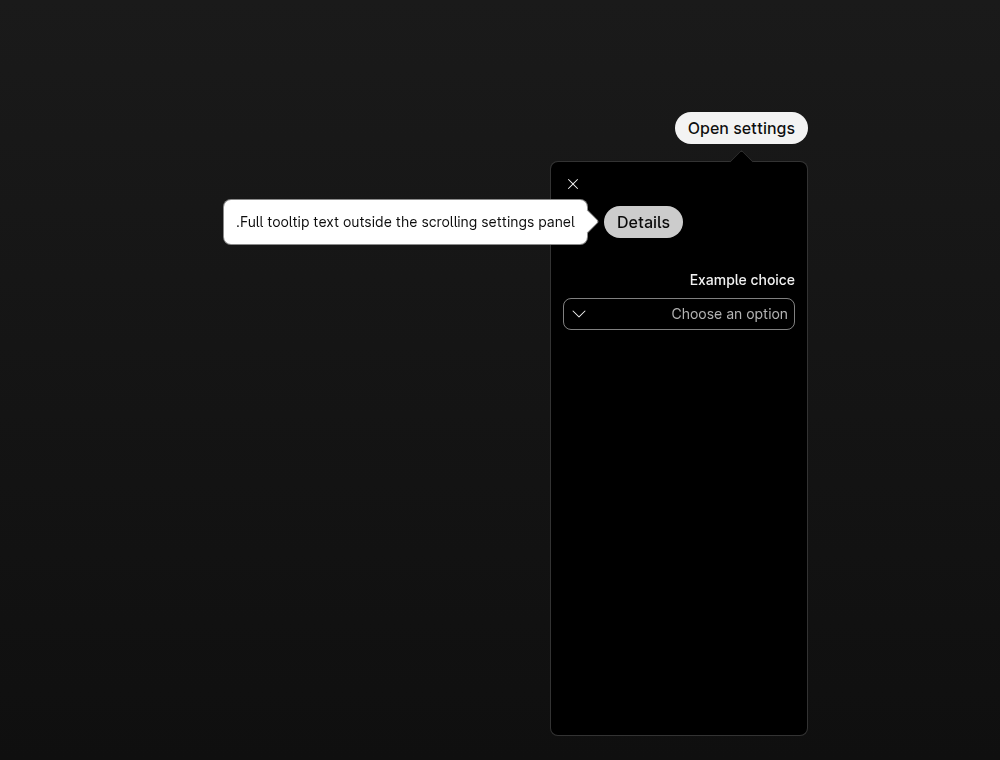 Open settings
.Full tooltip text outside the scrolling settings panel
Details
Example choice
Choose an option